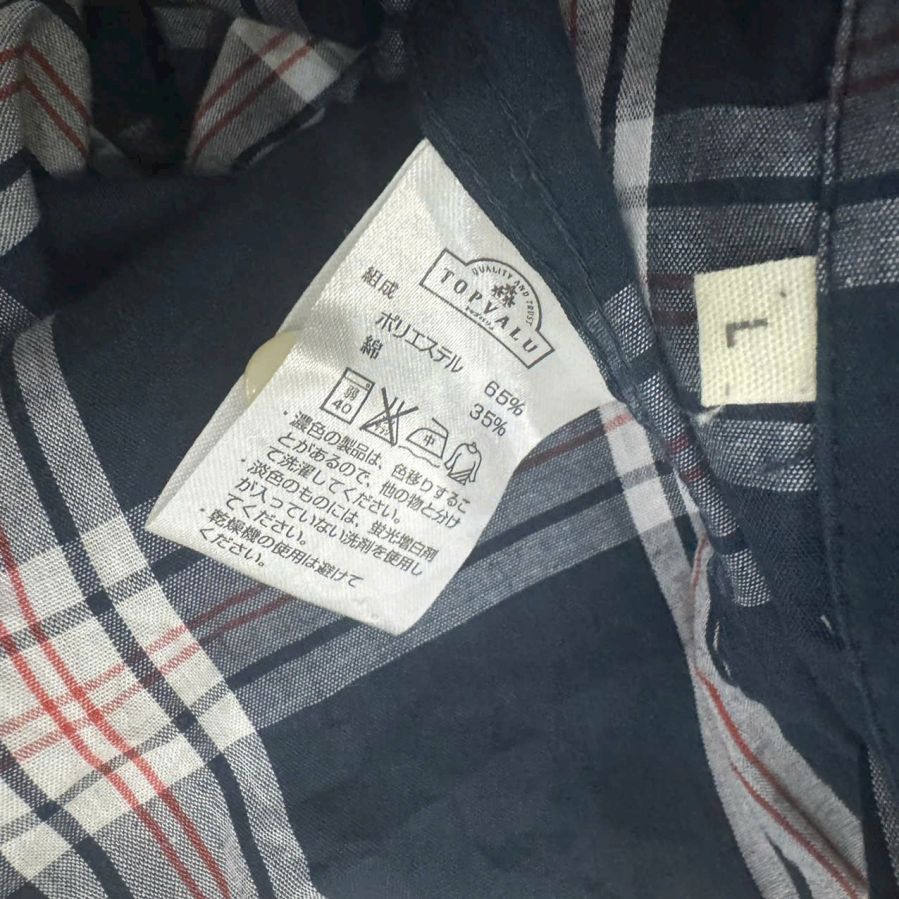 QUALITY AND TRUST
TOPVALU
組成
ポリエステル 65%
綿 35%
弱
40
中
・濃色の製品は、色移りするこ
とがあるので、他の物と分け
て洗濯してください。
・淡色のものには、蛍光増白剤
が入っていない洗剤を使用し
てください。
・乾燥機の使用は避けて
ください。
L